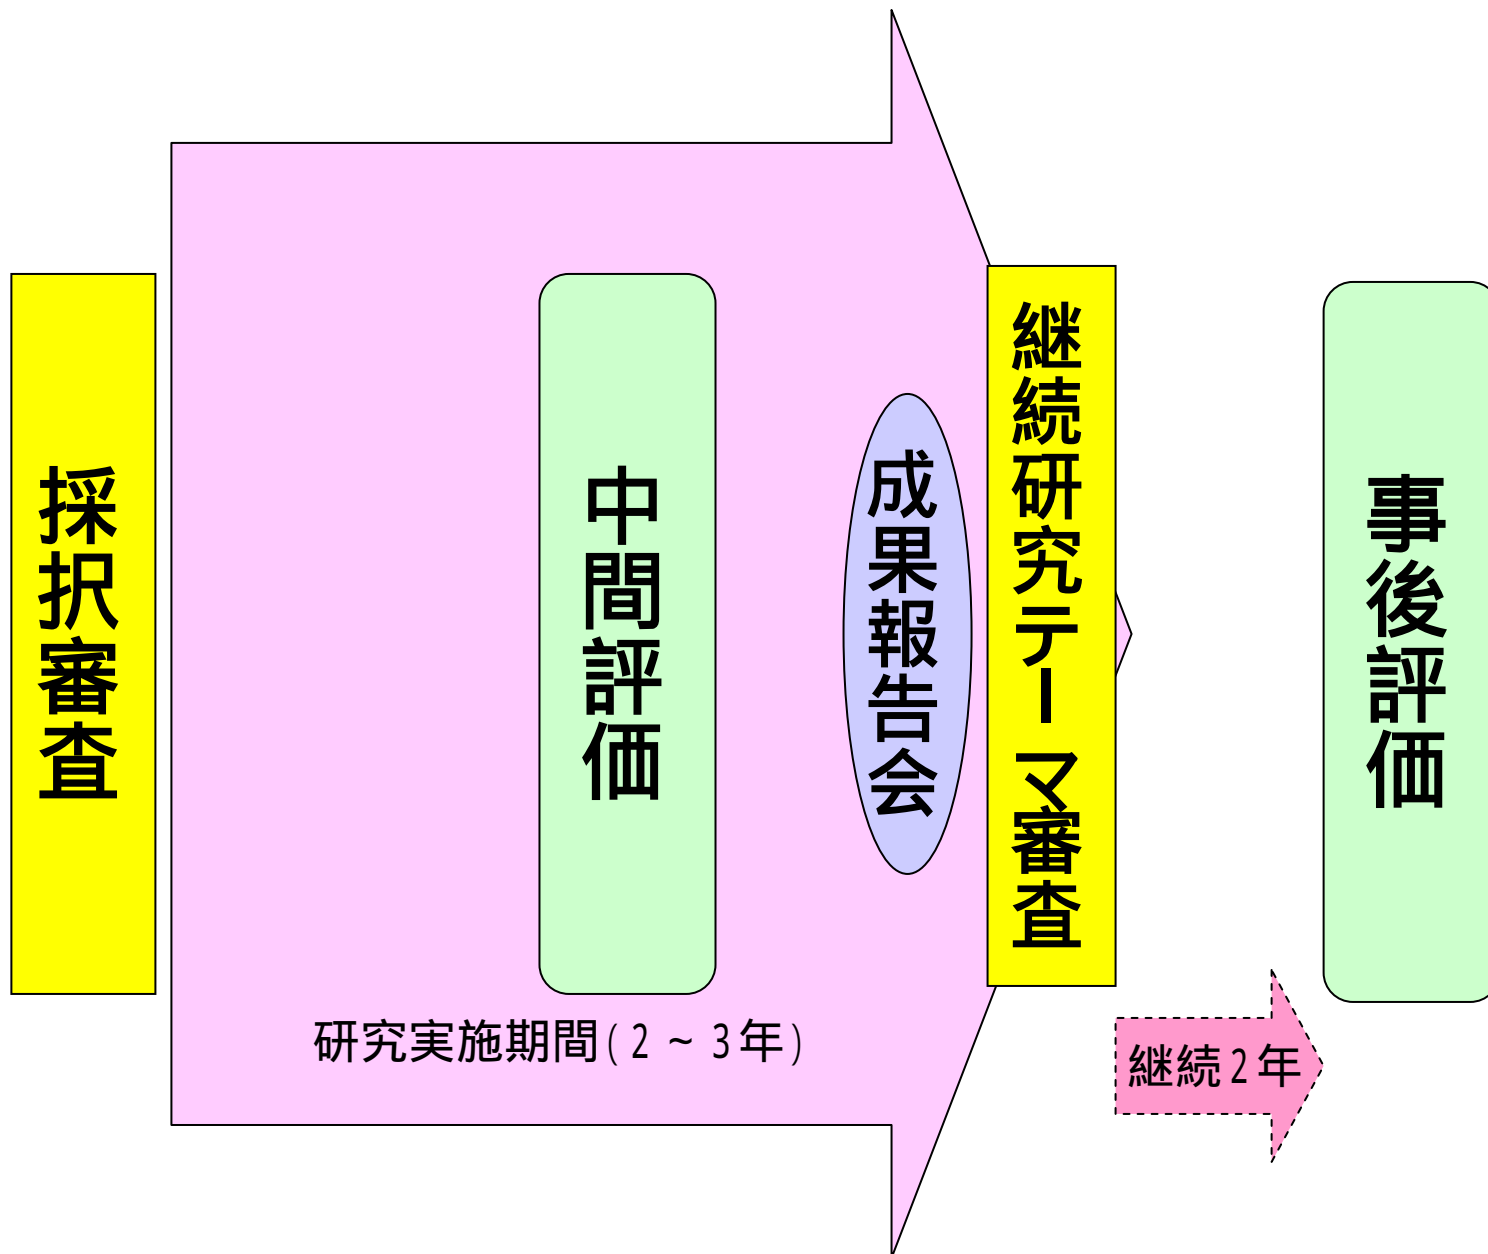 採択審査
中間評価
成果報告会
継続研究テーマ審査
事後評価
研究実施期間(2～3年)
継続2年